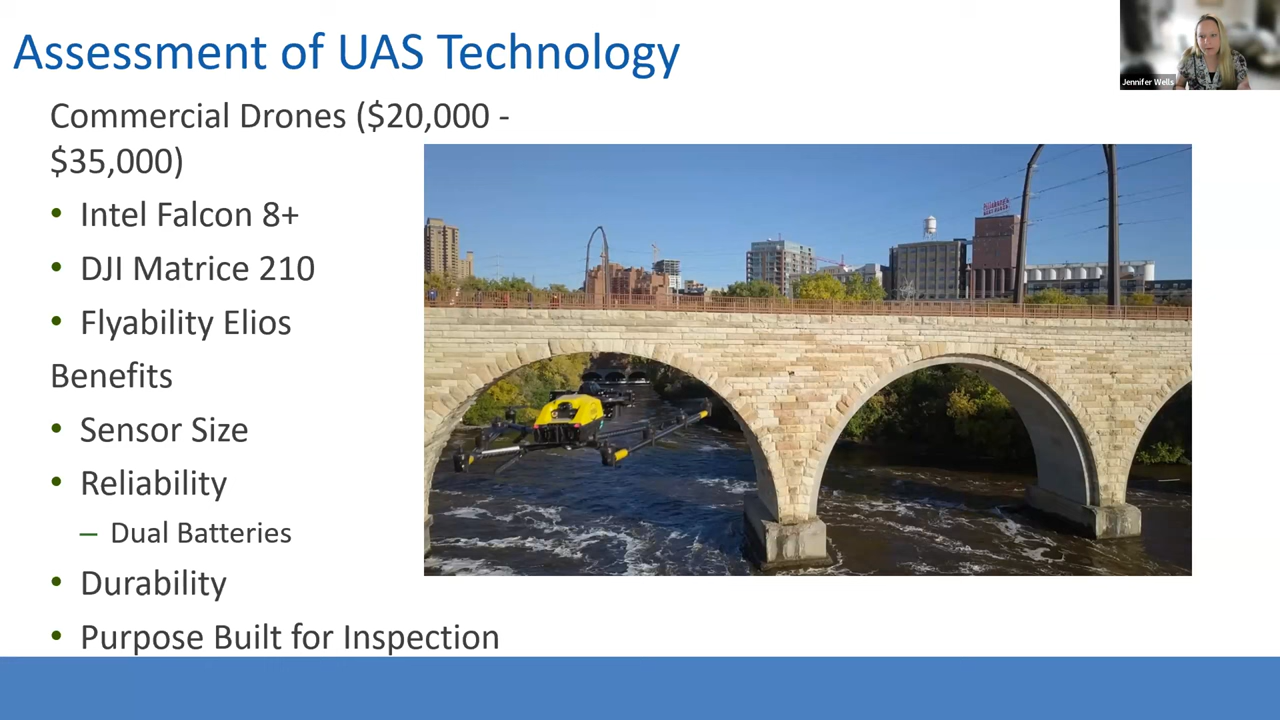 Assessment of UAS Technology
Jennifer Wells
Commercial Drones ($20,000 -
$35,000)
• Intel Falcon 8+
• DJI Matrice 210
• Flyability Elios
Benefits
• Sensor Size
• Reliability
– Dual Batteries
• Durability
• Purpose Built for Inspection